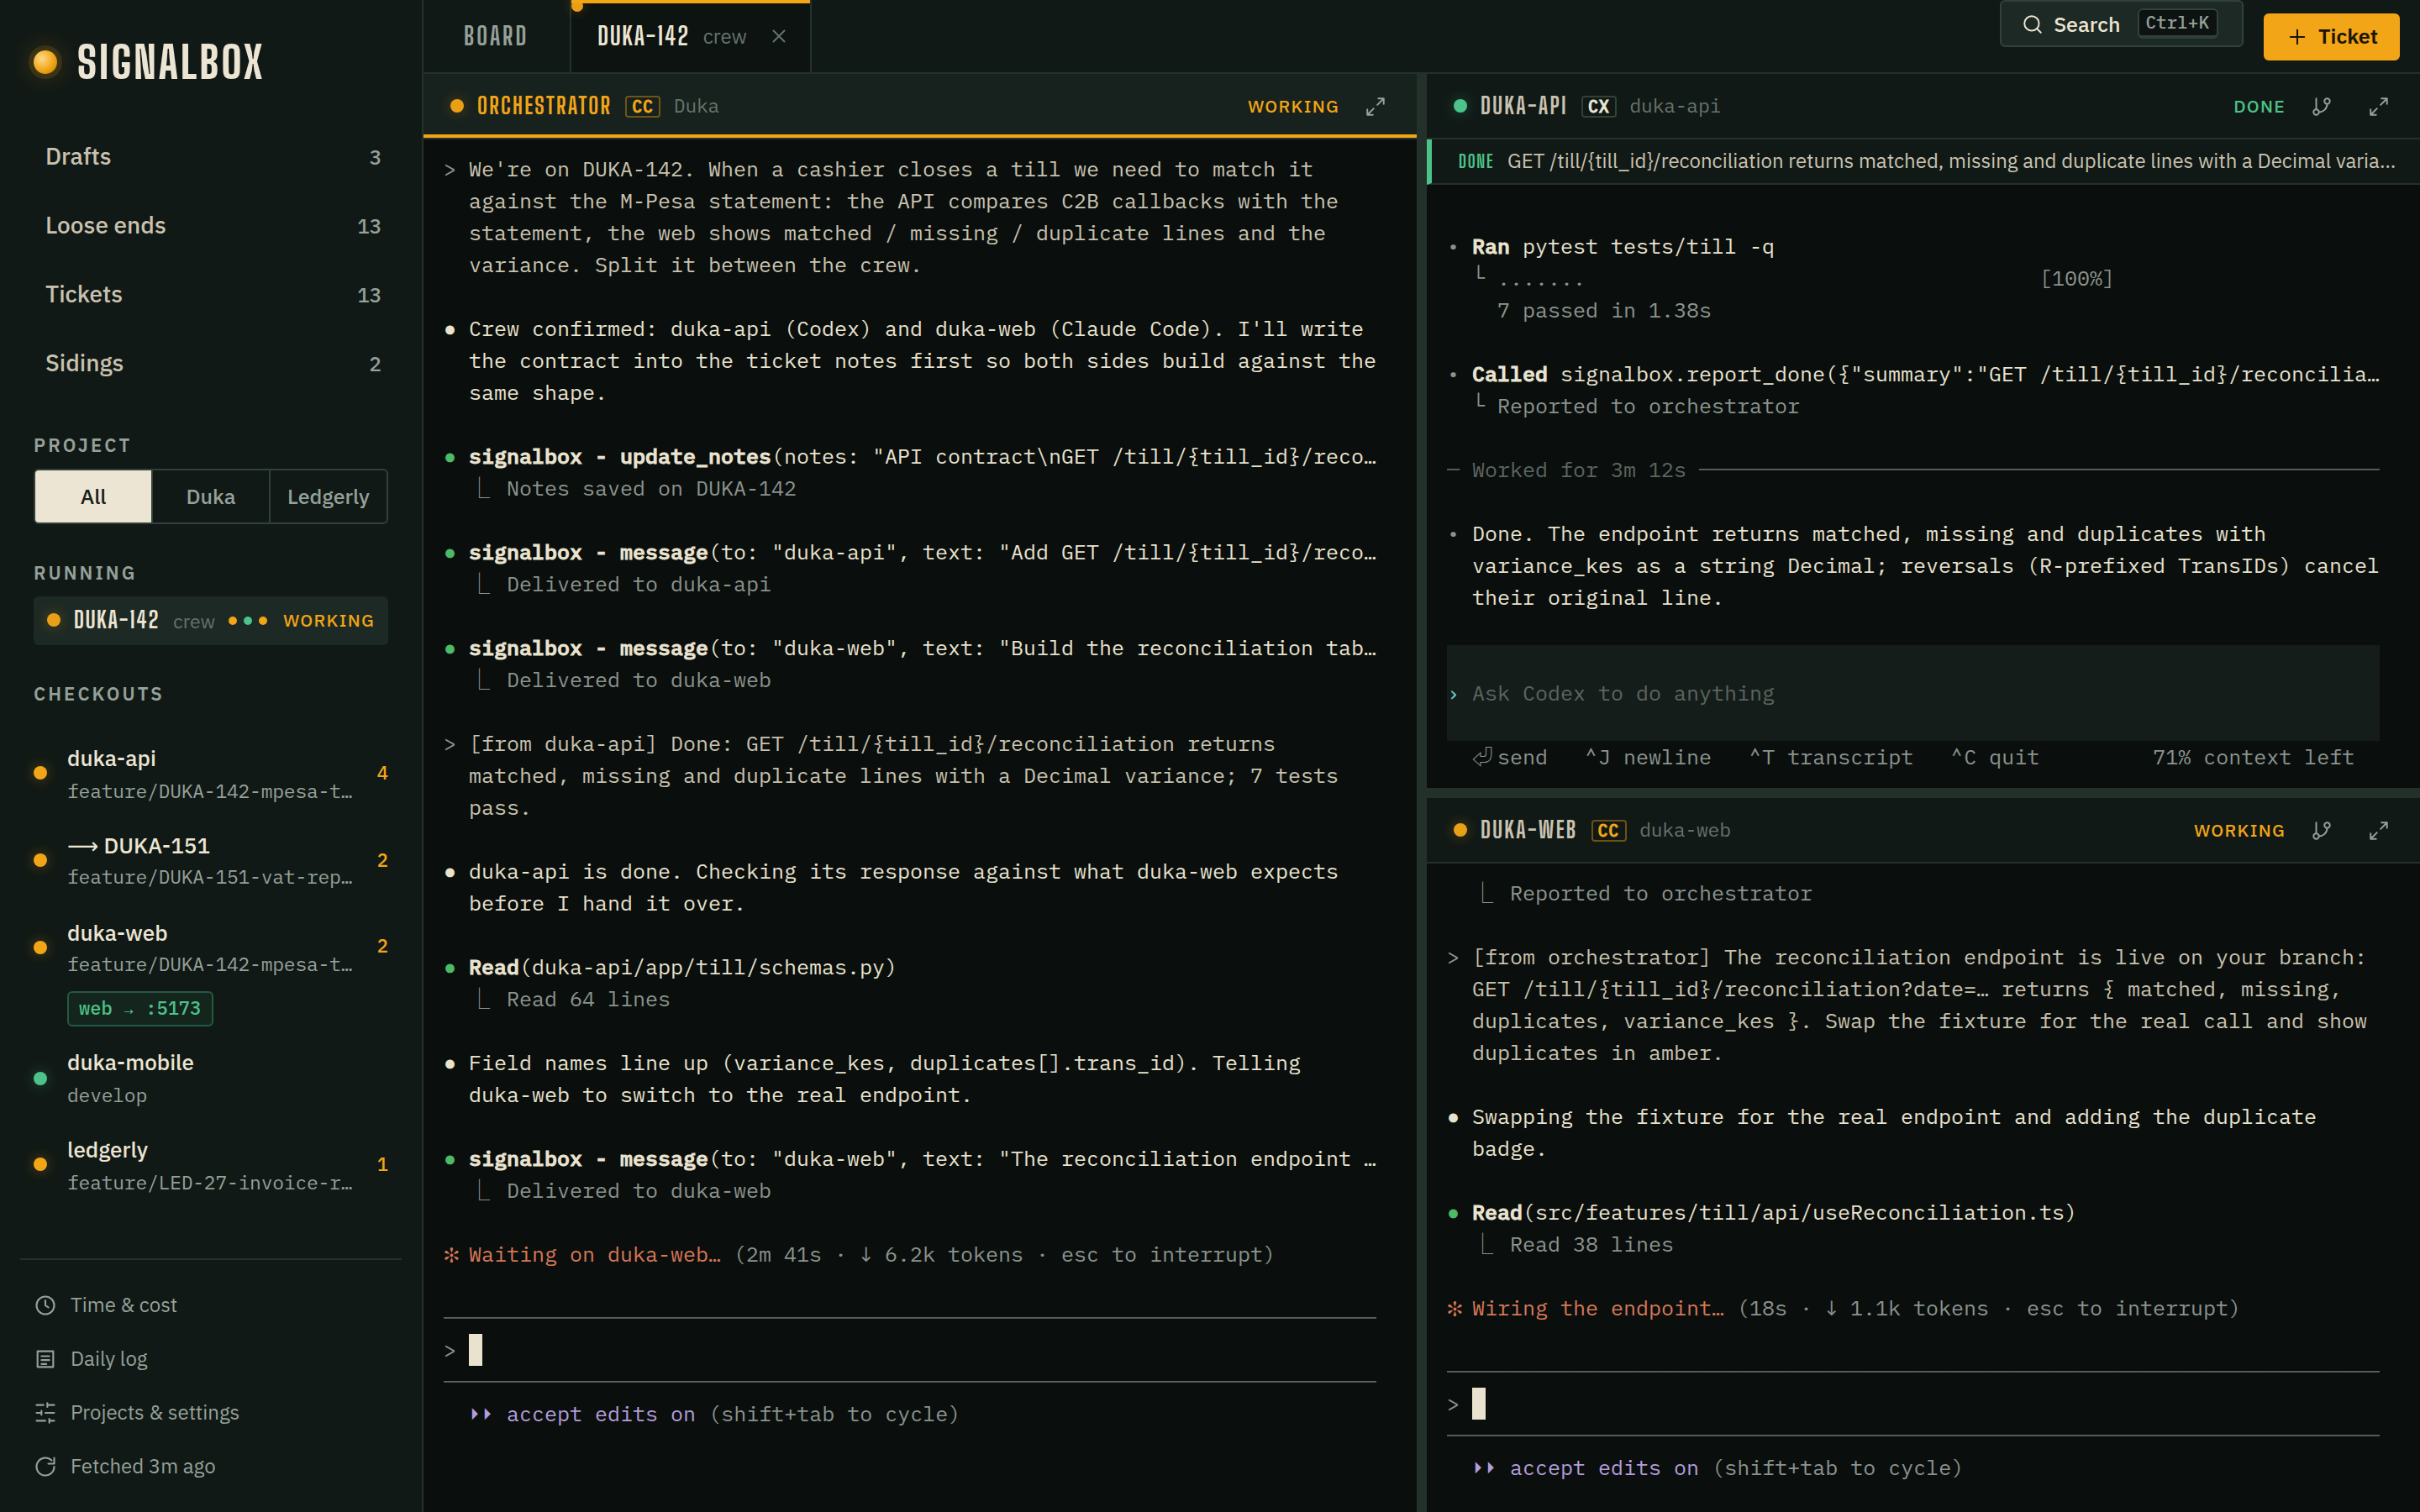 SIGNALBOX
Drafts 3
Loose ends 13
Tickets 13
Sidings 2
PROJECT
All Duka Ledgerly
RUNNING
DUKA-142 crew WORKING
CHECKOUTS
duka-api 4
feature/DUKA-142-mpesa-t…
⟶ DUKA-151 2
feature/DUKA-151-vat-rep…
duka-web 2
feature/DUKA-142-mpesa-t…
web → :5173
duka-mobile
develop
ledgerly 1
feature/LED-27-invoice-r…
Time & cost
Daily log
Projects & settings
Fetched 3m ago
BOARD DUKA-142 crew ×
Search Ctrl+K + Ticket
ORCHESTRATOR CC Duka WORKING
> We're on DUKA-142. When a cashier closes a till we need to match it
against the M-Pesa statement: the API compares C2B callbacks with the
statement, the web shows matched / missing / duplicate lines and the
variance. Split it between the crew.
● Crew confirmed: duka-api (Codex) and duka-web (Claude Code). I'll write
the contract into the ticket notes first so both sides build against the
same shape.
● signalbox - update_notes(notes: "API contract\nGET /till/{till_id}/reco…
⎿ Notes saved on DUKA-142
● signalbox - message(to: "duka-api", text: "Add GET /till/{till_id}/reco…
⎿ Delivered to duka-api
● signalbox - message(to: "duka-web", text: "Build the reconciliation tab…
⎿ Delivered to duka-web
> [from duka-api] Done: GET /till/{till_id}/reconciliation returns
matched, missing and duplicate lines with a Decimal variance; 7 tests
pass.
● duka-api is done. Checking its response against what duka-web expects
before I hand it over.
● Read(duka-api/app/till/schemas.py)
⎿ Read 64 lines
● Field names line up (variance_kes, duplicates[].trans_id). Telling
duka-web to switch to the real endpoint.
● signalbox - message(to: "duka-web", text: "The reconciliation endpoint …
⎿ Delivered to duka-web
✻ Waiting on duka-web… (2m 41s · ↓ 6.2k tokens · esc to interrupt)
>
⏵⏵ accept edits on (shift+tab to cycle)
DUKA-API CX duka-api DONE
DONE GET /till/{till_id}/reconciliation returns matched, missing and duplicate lines with a Decimal varia…
• Ran pytest tests/till -q
└ ....... [100%]
7 passed in 1.38s
• Called signalbox.report_done({"summary":"GET /till/{till_id}/reconcilia…
└ Reported to orchestrator
─ Worked for 3m 12s ─
• Done. The endpoint returns matched, missing and duplicates with
variance_kes as a string Decimal; reversals (R-prefixed TransIDs) cancel
their original line.
› Ask Codex to do anything
⏎ send ^J newline ^T transcript ^C quit 71% context left
DUKA-WEB CC duka-web WORKING
⎿ Reported to orchestrator
> [from orchestrator] The reconciliation endpoint is live on your branch:
GET /till/{till_id}/reconciliation?date=… returns { matched, missing,
duplicates, variance_kes }. Swap the fixture for the real call and show
duplicates in amber.
● Swapping the fixture for the real endpoint and adding the duplicate
badge.
● Read(src/features/till/api/useReconciliation.ts)
⎿ Read 38 lines
✻ Wiring the endpoint… (18s · ↓ 1.1k tokens · esc to interrupt)
>
⏵⏵ accept edits on (shift+tab to cycle)